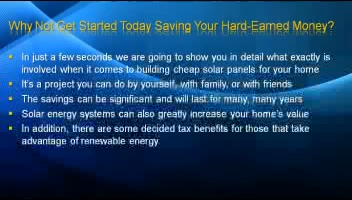 Why Not Get Started Today Saving Your Hard-Earned Money?
In just a few seconds we are going to show you in detail what exactly is
involved when it comes to building cheap solar panels for your home
It's a project you can do by yourself, with family, or with friends
The savings can be significant and will last for many, many years
Solar energy systems can also greatly increase your home's value
In addition, there are some decided tax benefits for those that take
advantage of renewable energy